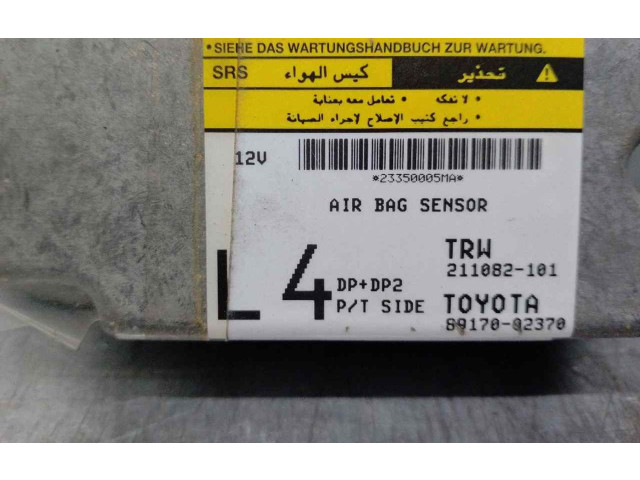 •SIEHE DAS WARTUNGSHANDBUCH ZUR WARTUNG.
SRS كيس الهواء تحذير
• لا تفكه • تعامل معه بعناية
• راجع كتيب الإصلاح لاجراء الصيانة
12V
*23350005MA*
AIR BAG SENSOR
L 4
DP+DP2
P/T SIDE
TRW
211082-101
TOYOTA
89170-02370